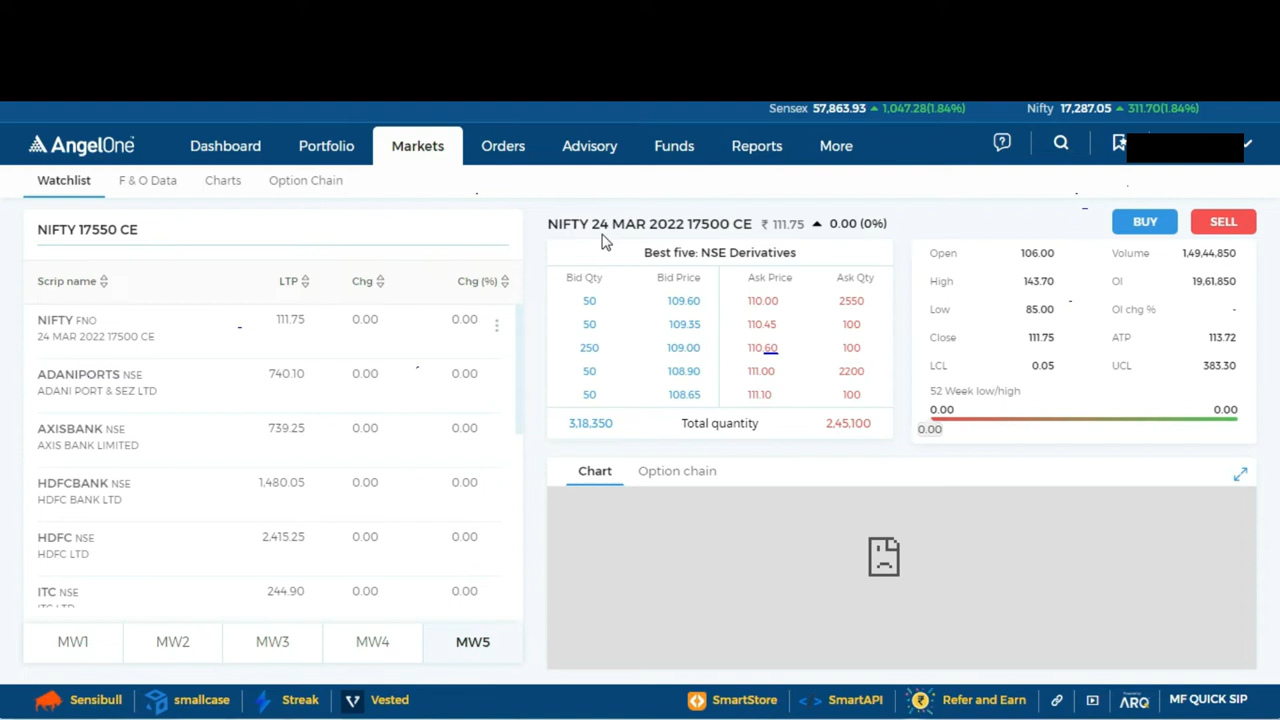 Sensex 57,863.93 1,047.28(1.84%) Nifty 17,287.05 311.70(1.84%)
AngelOne Dashboard Portfolio Markets Orders Advisory Funds Reports More
Watchlist F & O Data Charts Option Chain
NIFTY 17550 CE
Scrip name LTP Chg Chg (%)
NIFTY FNO 111.75 0.00 0.00
24 MAR 2022 17500 CE
ADANIPORTS NSE 740.10 0.00 0.00
ADANI PORT & SEZ LTD
AXISBANK NSE 739.25 0.00 0.00
AXIS BANK LIMITED
HDFCBANK NSE 1,480.05 0.00 0.00
HDFC BANK LTD
HDFC NSE 2,415.25 0.00 0.00
HDFC LTD
ITC NSE 244.90 0.00 0.00
ITC LTD
MW1 MW2 MW3 MW4 MW5
NIFTY 24 MAR 2022 17500 CE ₹ 111.75 0.00 (0%) BUY SELL
Best five: NSE Derivatives
Bid Qty Bid Price Ask Price Ask Qty
50 109.60 110.00 2550
50 109.35 110.45 100
250 109.00 110.60 100
50 108.90 111.00 2200
50 108.65 111.10 100
3,18,350 Total quantity 2,45,100
Open 106.00 Volume 1,49,44,850
High 143.70 OI 19,61,850
Low 85.00 OI chg % -
Close 111.75 ATP 113.72
LCL 0.05 UCL 383.30
52 Week low/high
0.00 0.00
0.00
Chart Option chain
Sensibull smallcase Streak Vested SmartStore SmartAPI Refer and Earn ARQ MF QUICK SIP